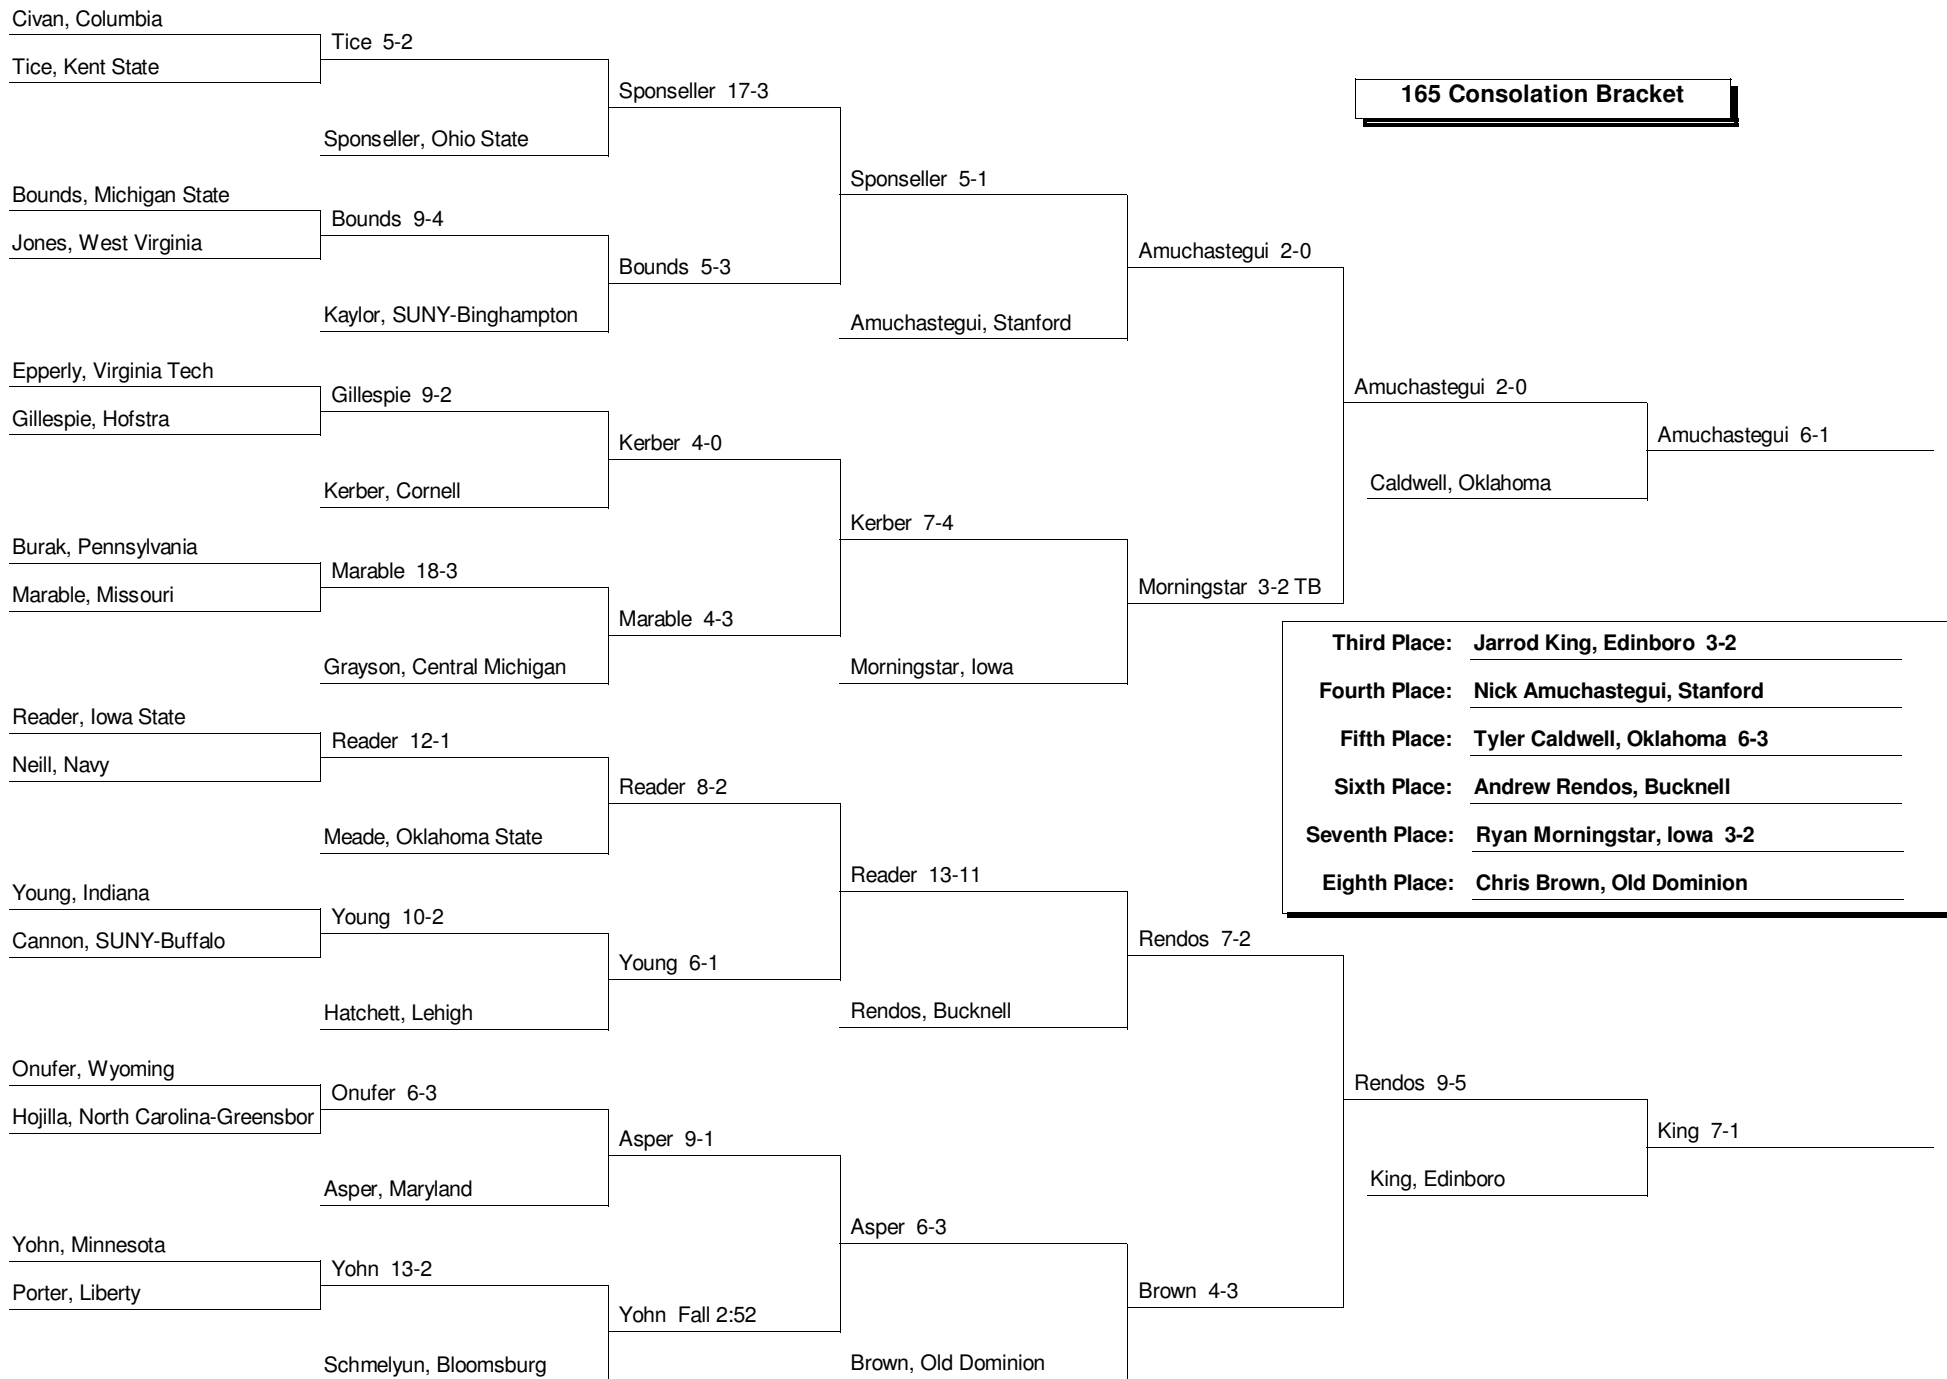 Civan, Columbia
Tice, Kent State
Tice 5-2
Sponseller, Ohio State
Sponseller 17-3
165 Consolation Bracket
Bounds, Michigan State
Jones, West Virginia
Bounds 9-4
Kaylor, SUNY-Binghampton
Bounds 5-3
Sponseller 5-1
Amuchastegui, Stanford
Amuchastegui 2-0
Epperly, Virginia Tech
Gillespie, Hofstra
Gillespie 9-2
Kerber, Cornell
Kerber 4-0
Burak, Pennsylvania
Marable, Missouri
Marable 18-3
Grayson, Central Michigan
Marable 4-3
Kerber 7-4
Morningstar, Iowa
Morningstar 3-2 TB
Amuchastegui 2-0
Caldwell, Oklahoma
Amuchastegui 6-1
Third Place: Jarrod King, Edinboro 3-2
Fourth Place: Nick Amuchastegui, Stanford
Fifth Place: Tyler Caldwell, Oklahoma 6-3
Sixth Place: Andrew Rendos, Bucknell
Seventh Place: Ryan Morningstar, Iowa 3-2
Eighth Place: Chris Brown, Old Dominion
Reader, Iowa State
Neill, Navy
Reader 12-1
Meade, Oklahoma State
Reader 8-2
Young, Indiana
Cannon, SUNY-Buffalo
Young 10-2
Hatchett, Lehigh
Young 6-1
Reader 13-11
Rendos, Bucknell
Rendos 7-2
Onufer, Wyoming
Hojilla, North Carolina-Greensbor
Onufer 6-3
Asper, Maryland
Asper 9-1
Yohn, Minnesota
Porter, Liberty
Yohn 13-2
Schmelyun, Bloomsburg
Yohn Fall 2:52
Asper 6-3
Brown, Old Dominion
Brown 4-3
Rendos 9-5
King, Edinboro
King 7-1